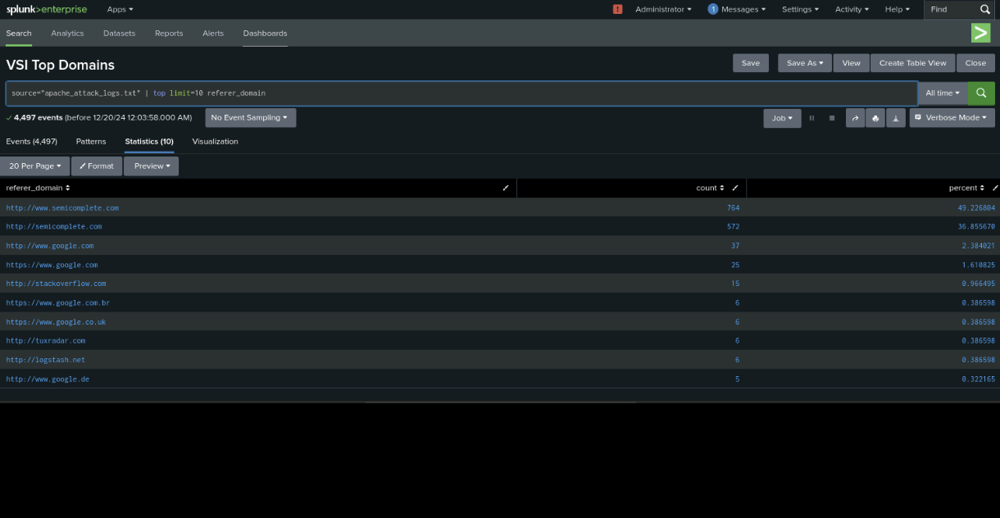 splunk>enterprise Apps Administrator 1 Messages Settings Activity Help Find
Search Analytics Datasets Reports Alerts Dashboards
VSI Top Domains Save Save As View Create Table View Close
source="apache_attack_logs.txt" | top limit=10 referer_domain All time
4,497 events (before 12/20/24 12:03:58.000 AM) No Event Sampling Job Verbose Mode
Events (4,497) Patterns Statistics (10) Visualization
20 Per Page Format Preview
referer_domain count percent
http://www.semicomplete.com 764 49.226804
http://semicomplete.com 572 36.855670
http://www.google.com 37 2.384021
https://www.google.com 25 1.610825
http://stackoverflow.com 15 0.966495
https://www.google.com.br 6 0.386598
https://www.google.co.uk 6 0.386598
http://tuxradar.com 6 0.386598
http://logstash.net 6 0.386598
http://www.google.de 5 0.322165